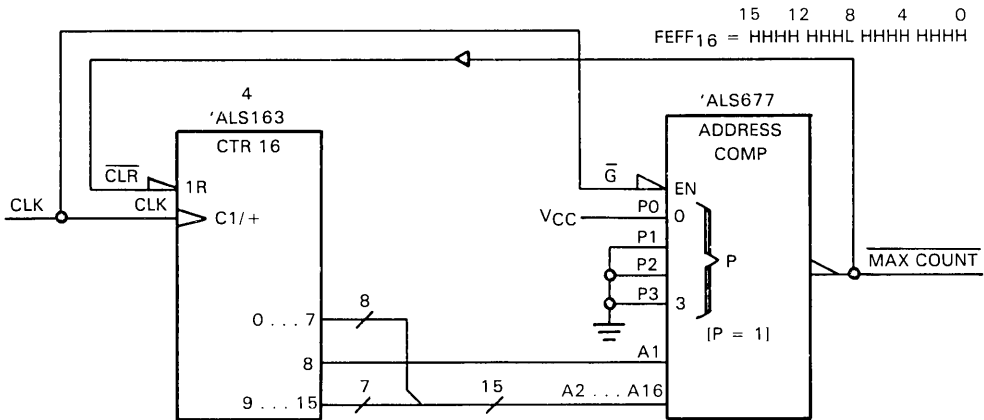 15 12 8 4 0
FEFF16 = HHHH HHHL HHHH HHHH
4
'ALS163
CTR 16
'ALS677
ADDRESS
COMP
CLR
1R
G
EN
CLK
CLK
C1/+
VCC
P0
0
P1
P2
P
P3
3
MAX COUNT
[P = 1]
0 . . . 7
8
8
A1
9 . . . 15
7
15
A2 . . . A16